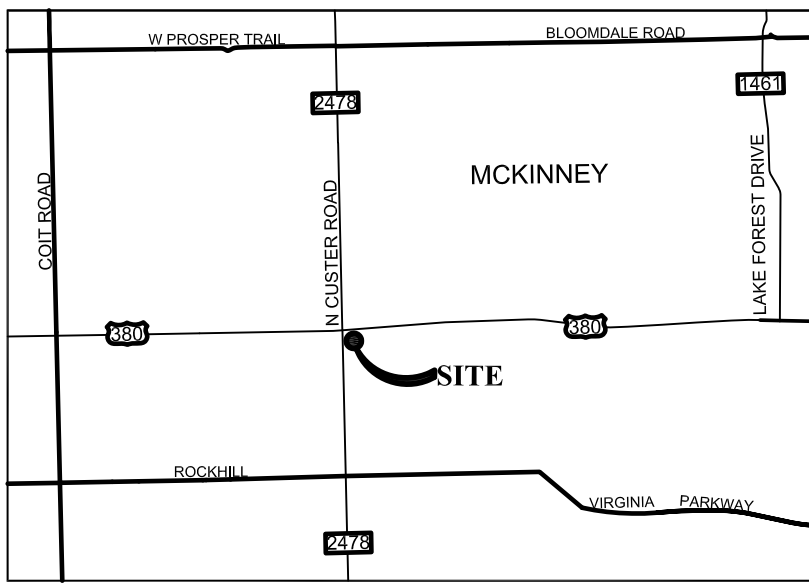 W PROSPER TRAIL
BLOOMDALE ROAD
2478
1461
MCKINNEY
COIT ROAD
N CUSTER ROAD
LAKE FOREST DRIVE
380
380
SITE
ROCKHILL
VIRGINIA PARKWAY
2478